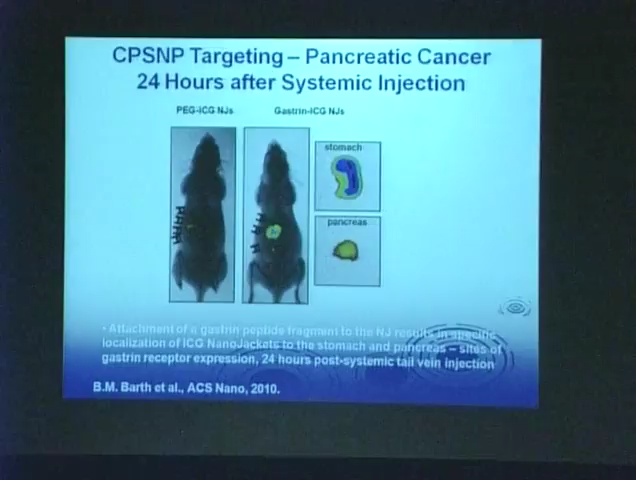 CPSNP Targeting – Pancreatic Cancer
24 Hours after Systemic Injection
PEG-ICG NJs
Gastrin-ICG NJs
stomach
pancreas
• Attachment of a gastrin peptide fragment to the NJ results in specific
localization of ICG NanoJackets to the stomach and pancreas – sites of
gastrin receptor expression, 24 hours post-systemic tail vein injection
B.M. Barth et al., ACS Nano, 2010.